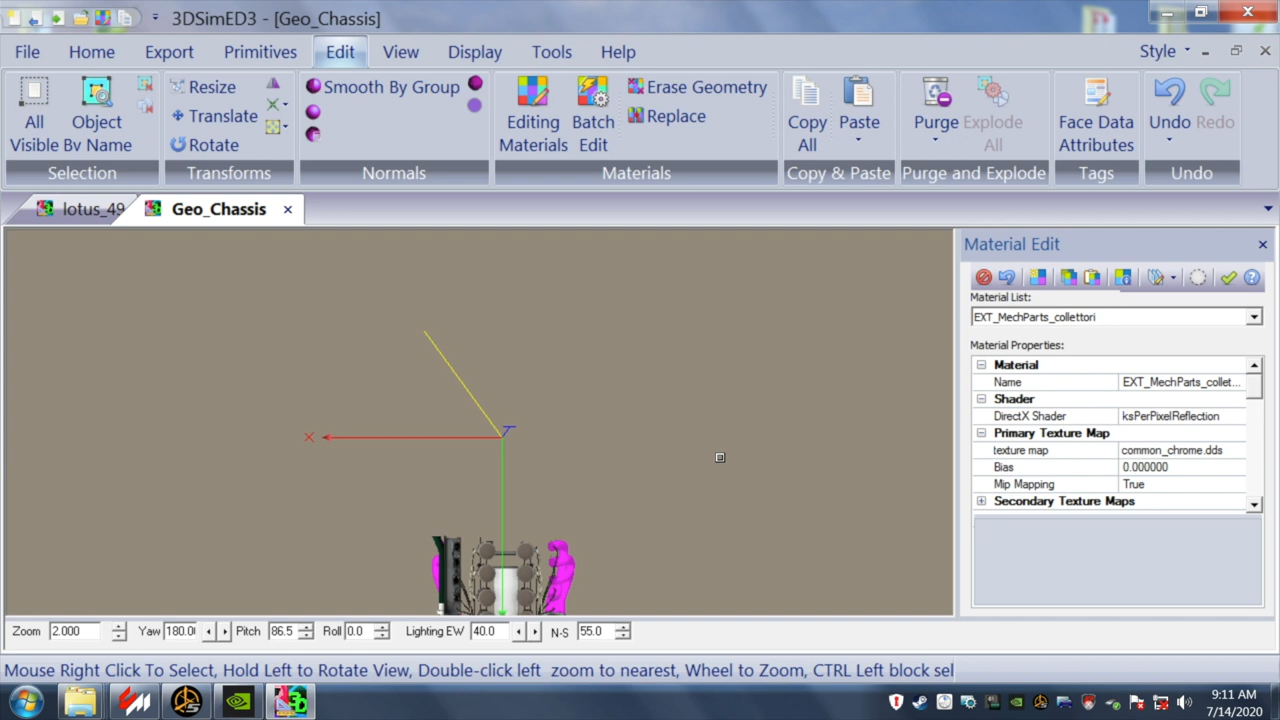 3DSimED3 - [Geo_Chassis]
File Home Export Primitives Edit View Display Tools Help Style
Resize Smooth By Group Erase Geometry
Translate Replace
All Object Editing Batch Copy Paste Purge Explode Face Data Undo Redo
Visible By Name Rotate Materials Edit All All Attributes
Selection Transforms Normals Materials Copy & Paste Purge and Explode Tags Undo
lotus_49 Geo_Chassis
Material Edit
Material List:
EXT_MechParts_collettori
Material Properties:
Material
Name EXT_MechParts_collet...
Shader
DirectX Shader ksPerPixelReflection
Primary Texture Map
texture map common_chrome.dds
Bias 0.000000
Mip Mapping True
Secondary Texture Maps
X
Zoom 2.000 Yaw 180.0 Pitch 86.5 Roll 0.0 Lighting EW 40.0 N-S 55.0
Mouse Right Click To Select, Hold Left to Rotate View, Double-click left zoom to nearest, Wheel to Zoom, CTRL Left block sel
9:11 AM
7/14/2020